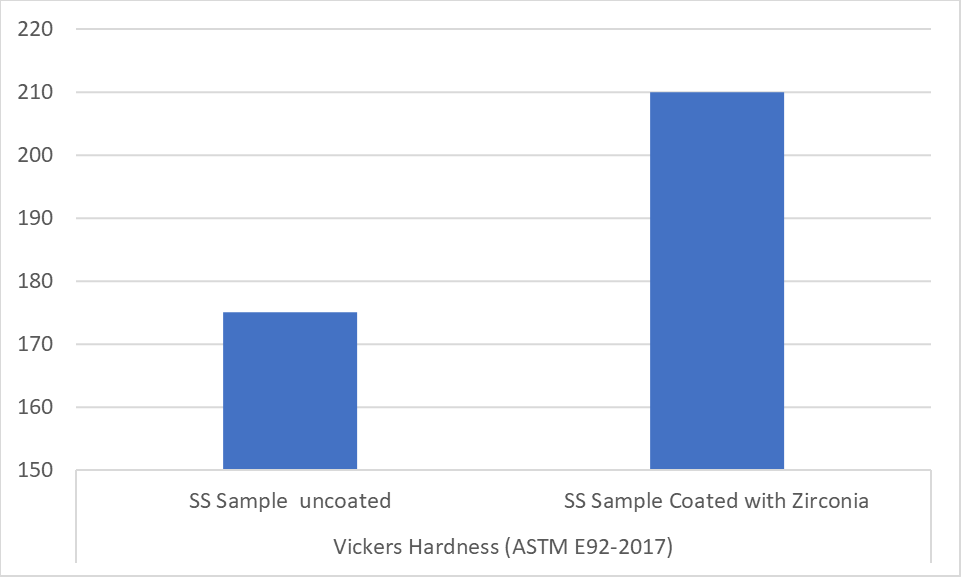 220
210
200
190
180
170
160
150
SS Sample  uncoated
SS Sample Coated with Zirconia
Vickers Hardness (ASTM E92-2017)